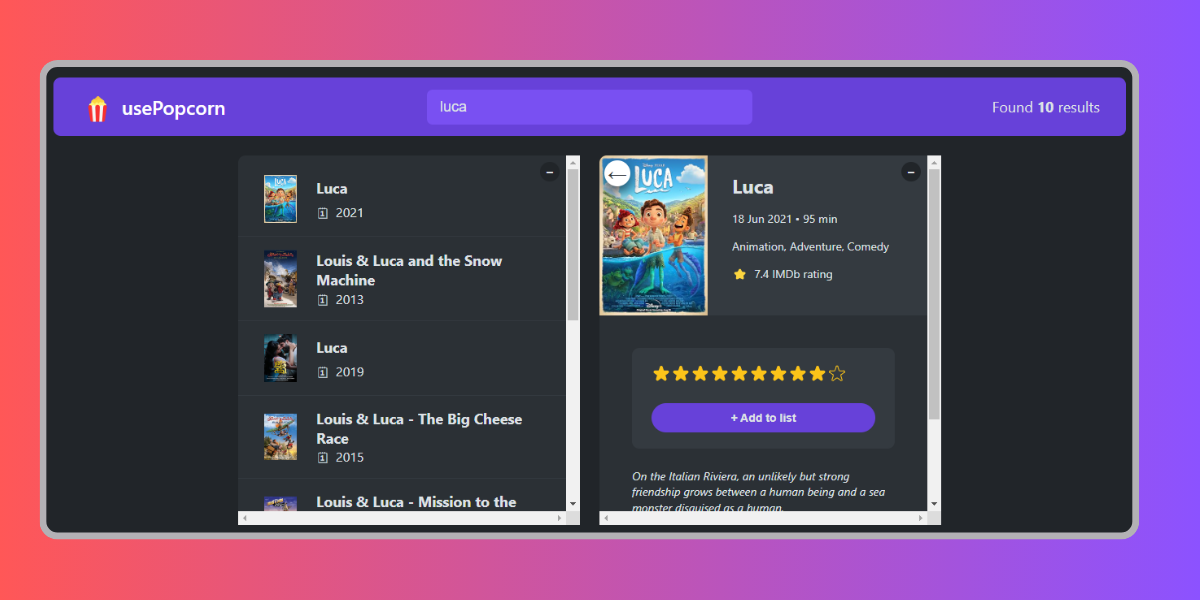 usePopcorn
luca
Found 10 results
Luca
2021
Louis & Luca and the Snow
Machine
2013
Luca
2019
Louis & Luca - The Big Cheese
Race
2015
Louis & Luca - Mission to the
LUCA
Luca
18 Jun 2021 • 95 min
Animation, Adventure, Comedy
7.4 IMDb rating
+ Add to list
On the Italian Riviera, an unlikely but strong
friendship grows between a human being and a sea
monster disguised as a human.